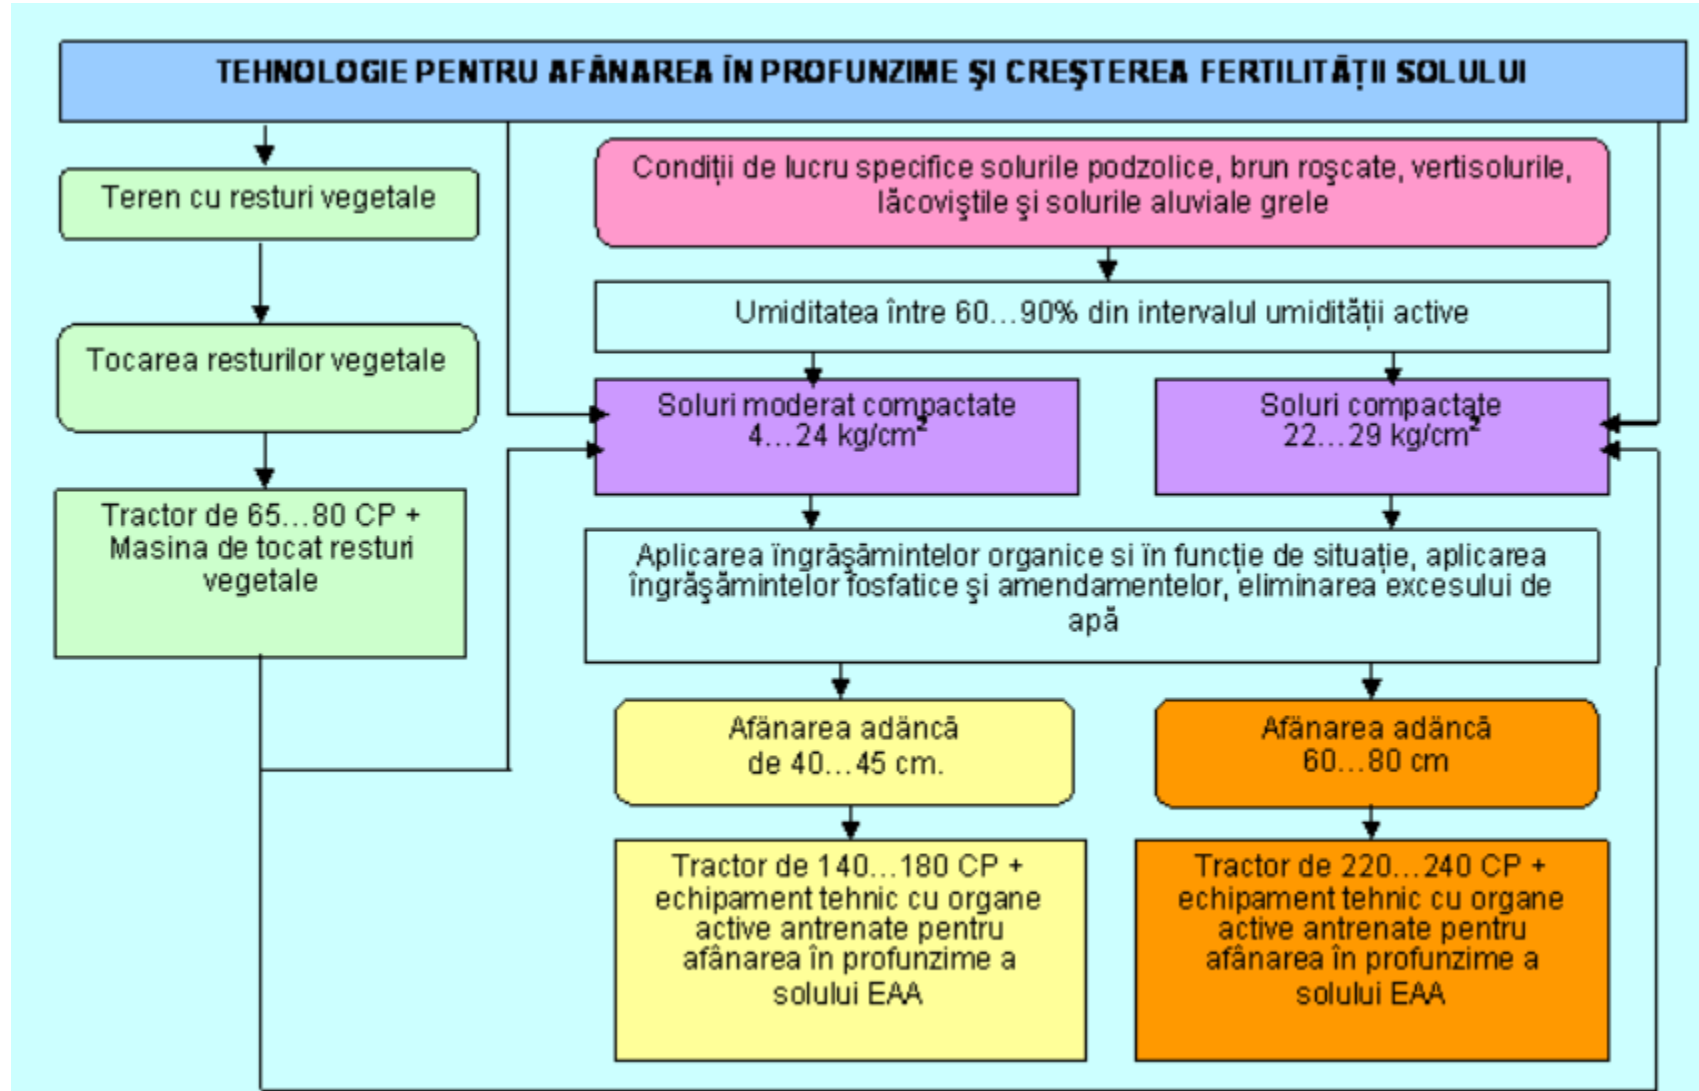 TEHNOLOGIE PENTRU AFÂNAREA ÎN PROFUNZIME ŞI CREŞTEREA FERTILITĂŢII SOLULUI
Teren cu resturi vegetale
Tocarea resturilor vegetale
Tractor de 65...80 CP +
Masina de tocat resturi
vegetale
Condiţii de lucru specifice solurile podzolice, brun roşcate, vertisolurile,
lăcoviştile şi solurile aluviale grele
Umiditatea între 60...90% din intervalul umidităţii active
Soluri moderat compactate
4...24 kg/cm²
Soluri compactate
22...29 kg/cm²
Aplicarea îngrăşămintelor organice si în funcţie de situaţie, aplicarea
îngrăşămintelor fosfatice şi amendamentelor, eliminarea excesului de
apă
Afânarea adâncă
de 40...45 cm.
Afânarea adâncă
60...80 cm
Tractor de 140...180 CP +
echipament tehnic cu organe
active antrenate pentru
afânarea în profunzime a
solului EAA
Tractor de 220...240 CP +
echipament tehnic cu organe
active antrenate pentru
afânarea în profunzime a
solului EAA